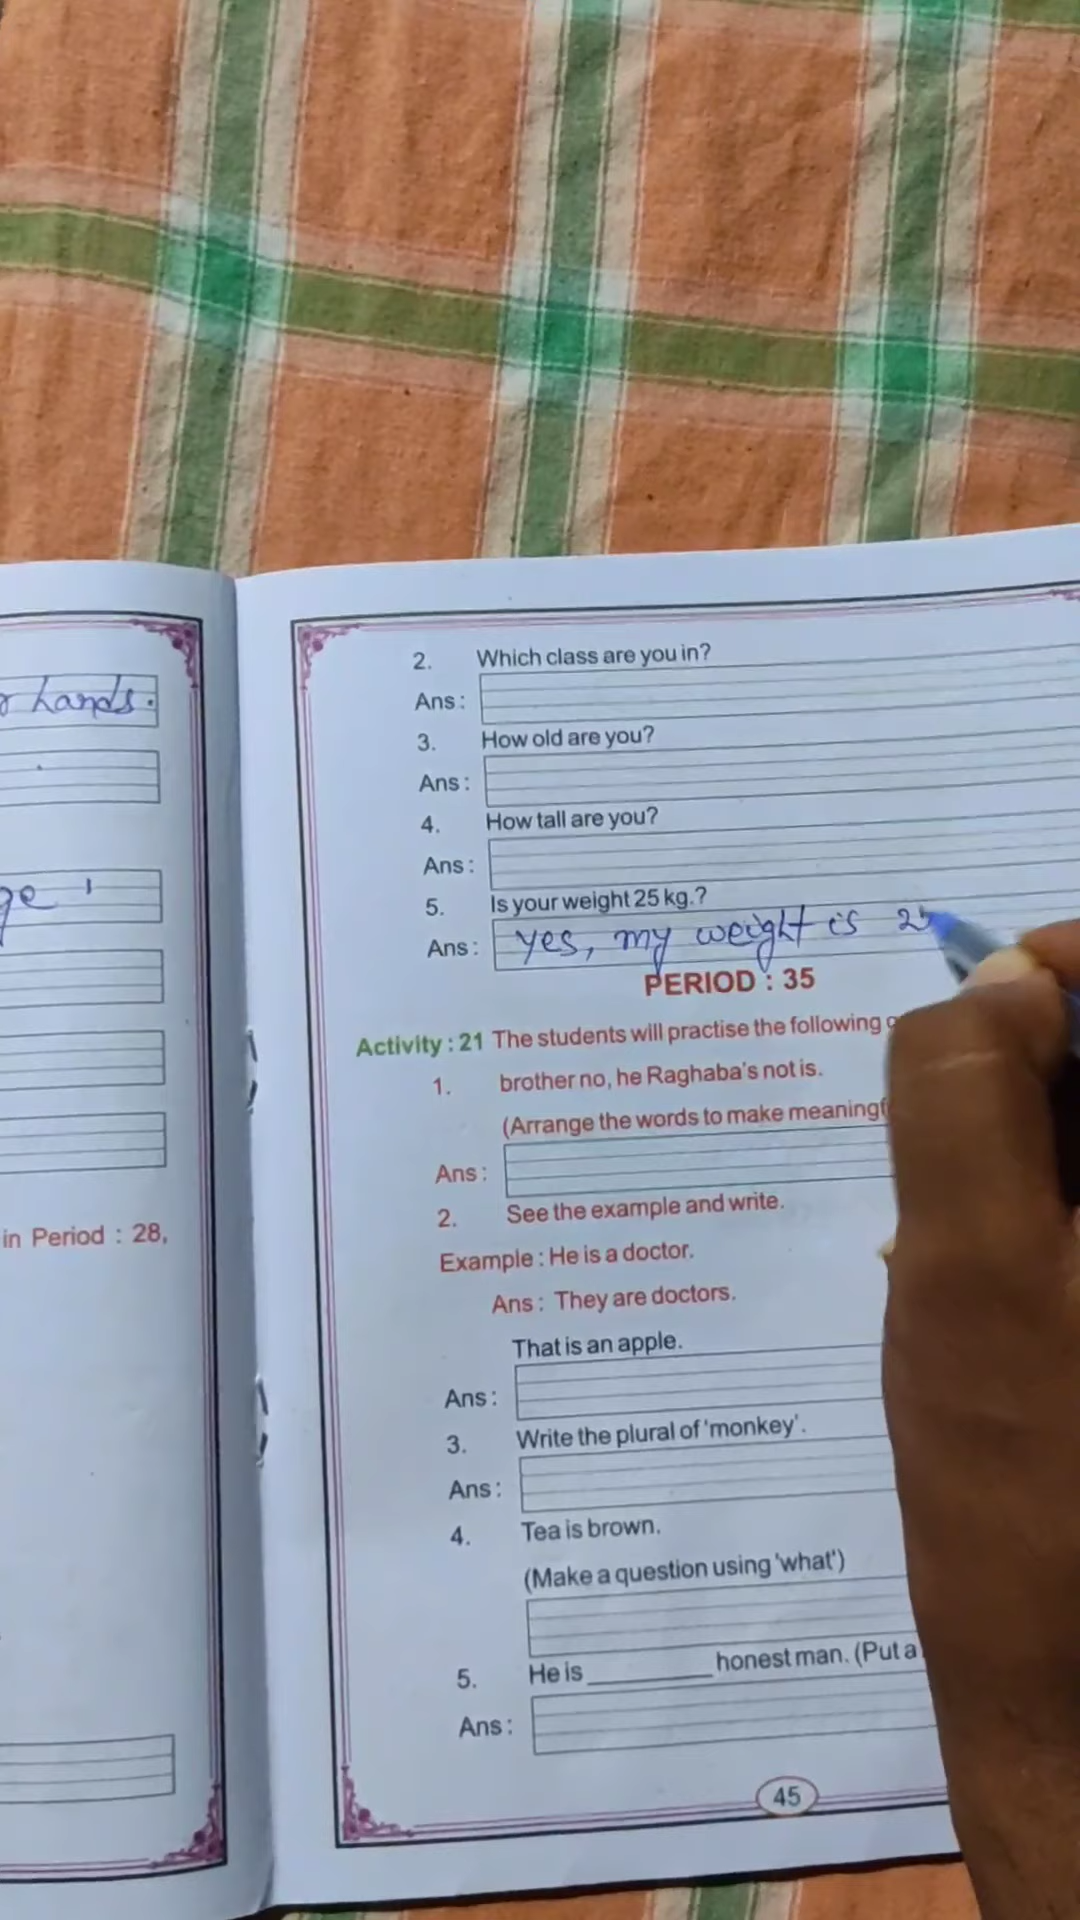 hands.
ge
in Period : 28,
2. Which class are you in?
Ans :
3. How old are you?
Ans :
4. How tall are you?
Ans :
5. Is your weight 25 kg.?
Ans : yes, my weight is
PERIOD : 35
Activity : 21 The students will practise the following
1. brother no, he Raghaba's not is.
(Arrange the words to make meaningf
Ans :
2. See the example and write.
Example : He is a doctor.
Ans : They are doctors.
That is an apple.
Ans :
3. Write the plural of 'monkey'.
Ans :
4. Tea is brown.
(Make a question using 'what')
5. He is ________ honest man. (Put a
Ans :
45